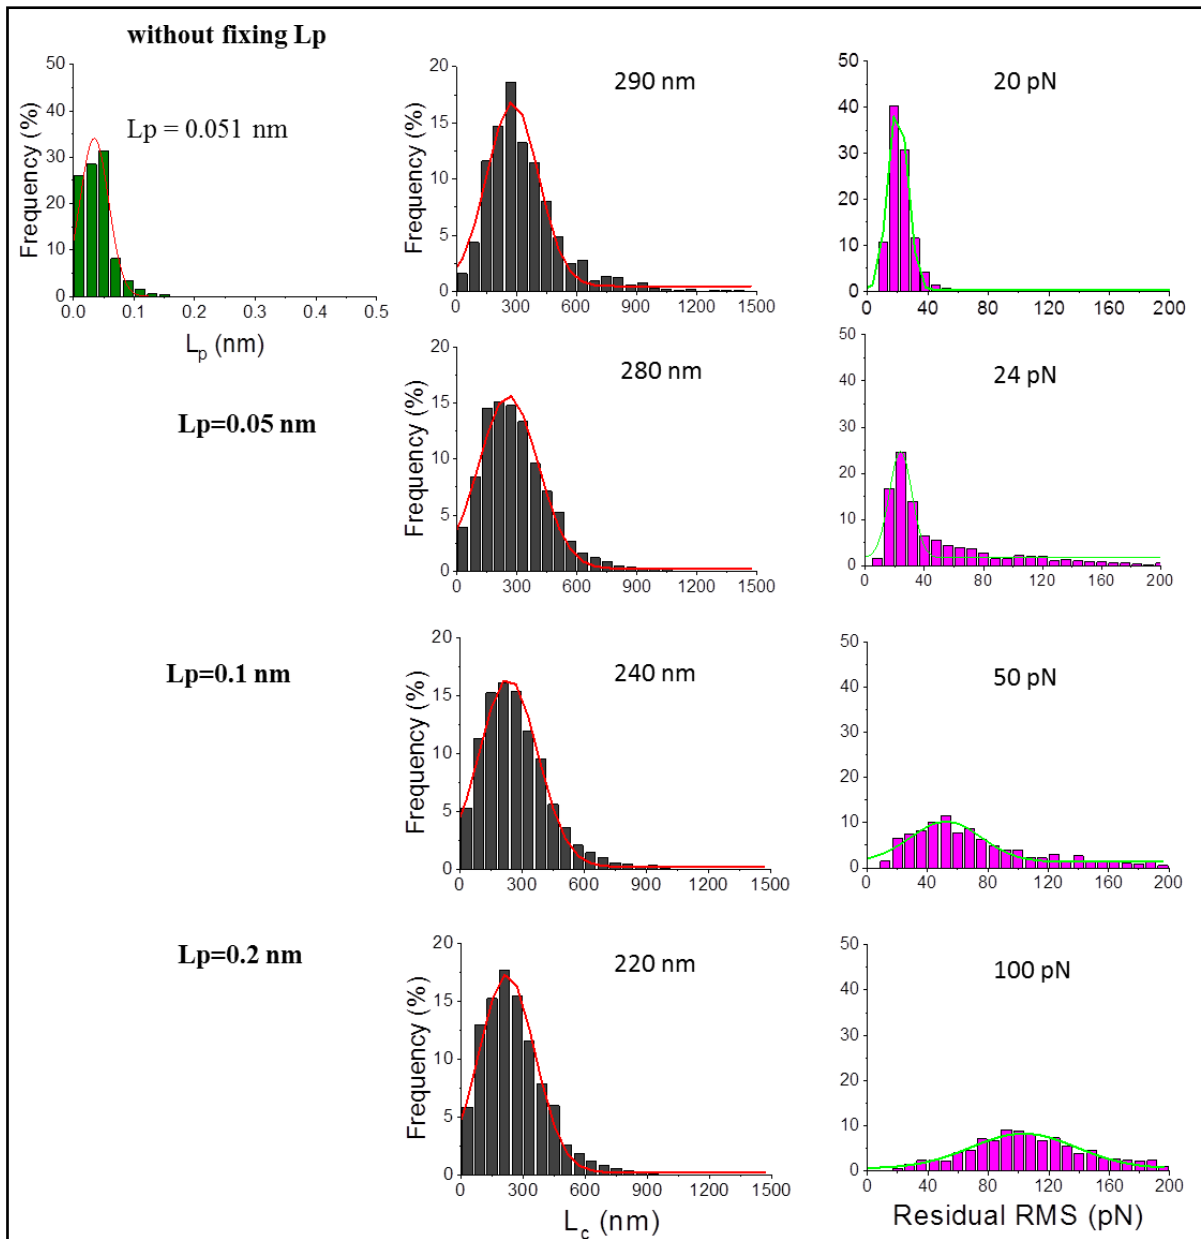 without fixing Lp
50
40
30
20
10
0
Frequency (%)
Lp = 0.051 nm
0.0 0.1 0.2 0.3 0.4 0.5
Lp (nm)
20
15
10
5
0
Frequency (%)
290 nm
0 300 600 900 1200 1500
50
40
30
20
10
0
20 pN
0 40 80 120 160 200
Lp=0.05 nm
20
15
10
5
0
Frequency (%)
280 nm
0 300 600 900 1200 1500
50
40
30
20
10
0
24 pN
0 40 80 120 160 200
Lp=0.1 nm
20
15
10
5
0
Frequency (%)
240 nm
0 300 600 900 1200 1500
50
40
30
20
10
0
50 pN
0 40 80 120 160 200
Lp=0.2 nm
20
15
10
5
0
Frequency (%)
220 nm
0 300 600 900 1200 1500
Lc (nm)
50
40
30
20
10
0
100 pN
0 40 80 120 160 200
Residual RMS (pN)